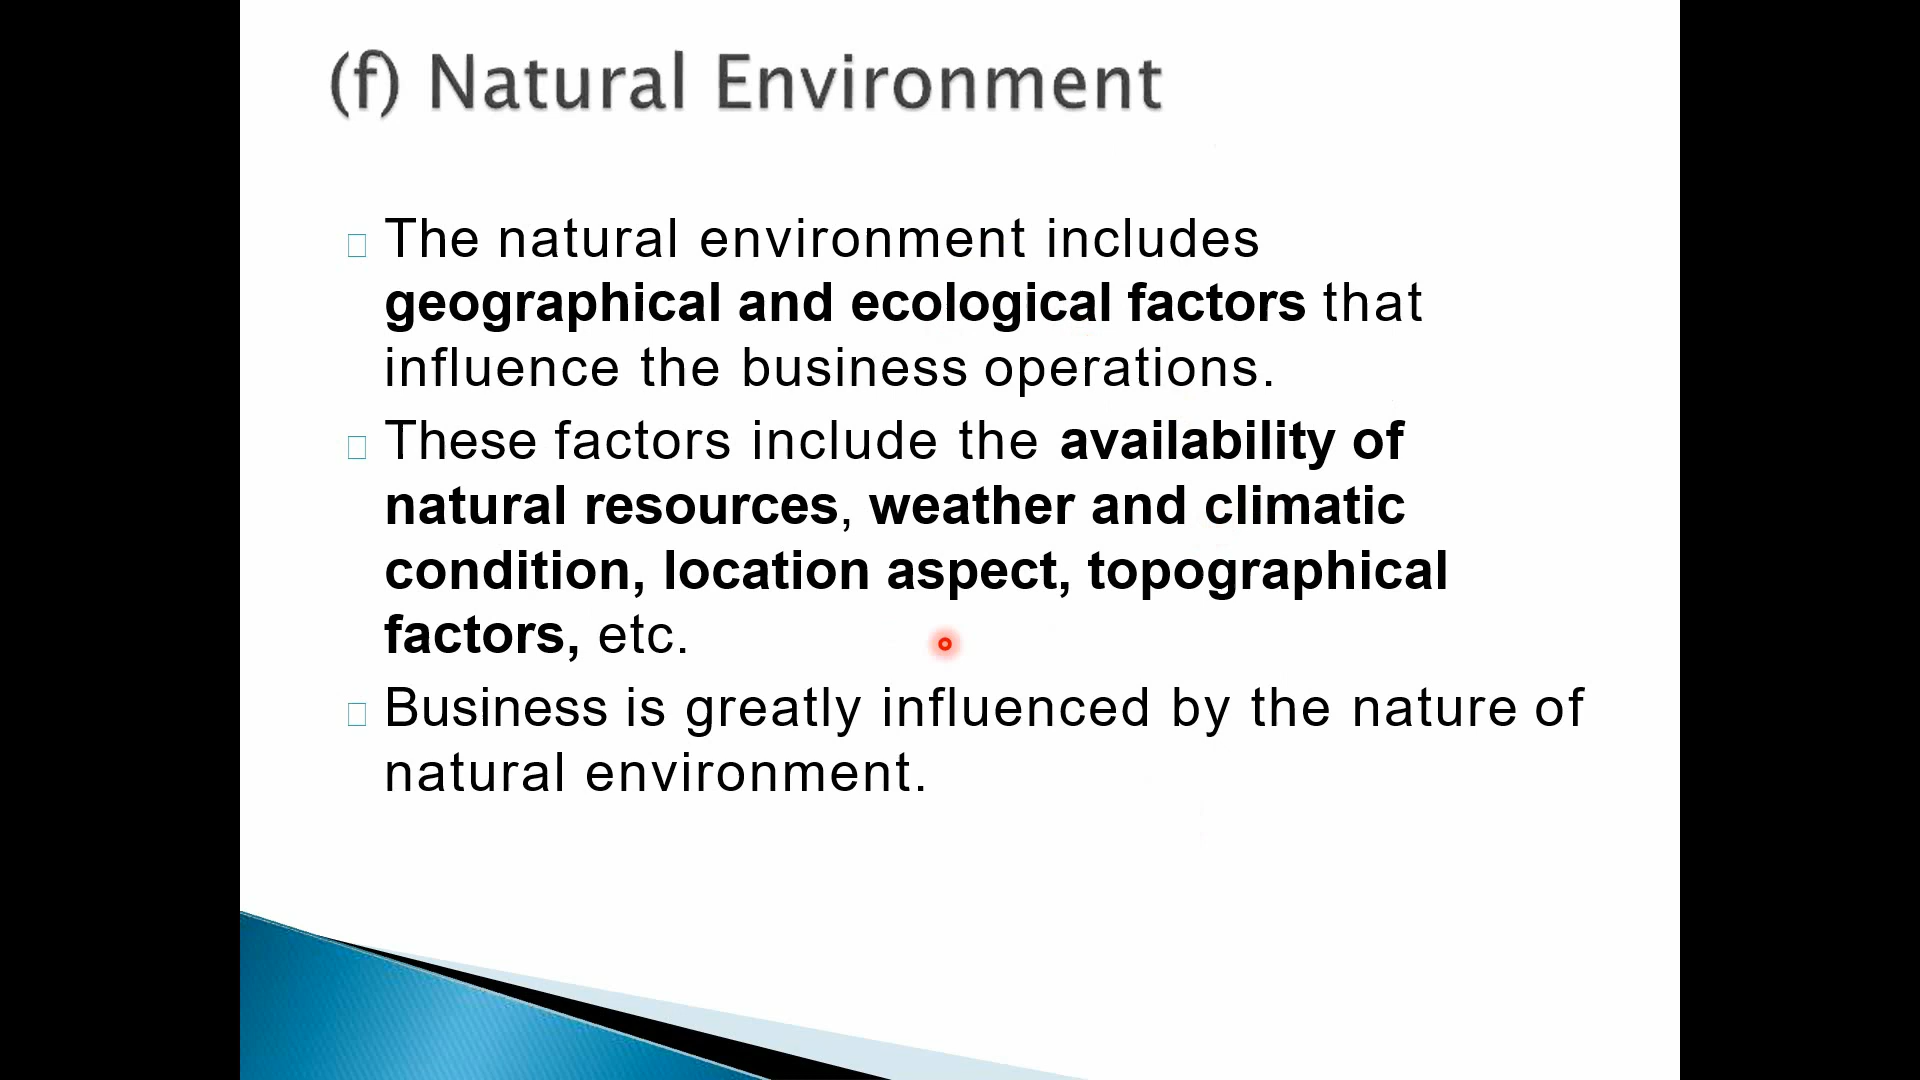 (f) Natural Environment
The natural environment includes
geographical and ecological factors that
influence the business operations.
These factors include the availability of
natural resources, weather and climatic
condition, location aspect, topographical
factors, etc.
Business is greatly influenced by the nature of
natural environment.